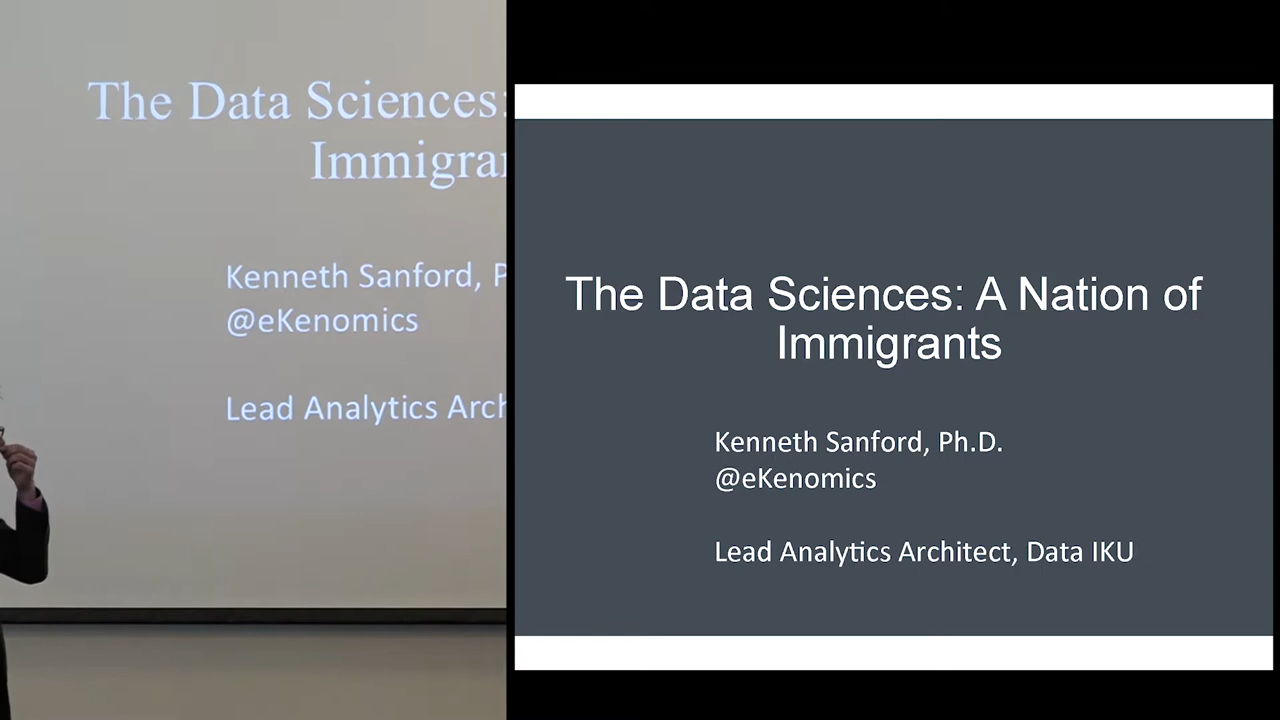 The Data Sciences:
Immigra
Kenneth Sanford, P
@eKenomics
Lead Analytics Arch
The Data Sciences: A Nation of
Immigrants
Kenneth Sanford, Ph.D.
@eKenomics
Lead Analytics Architect, Data IKU